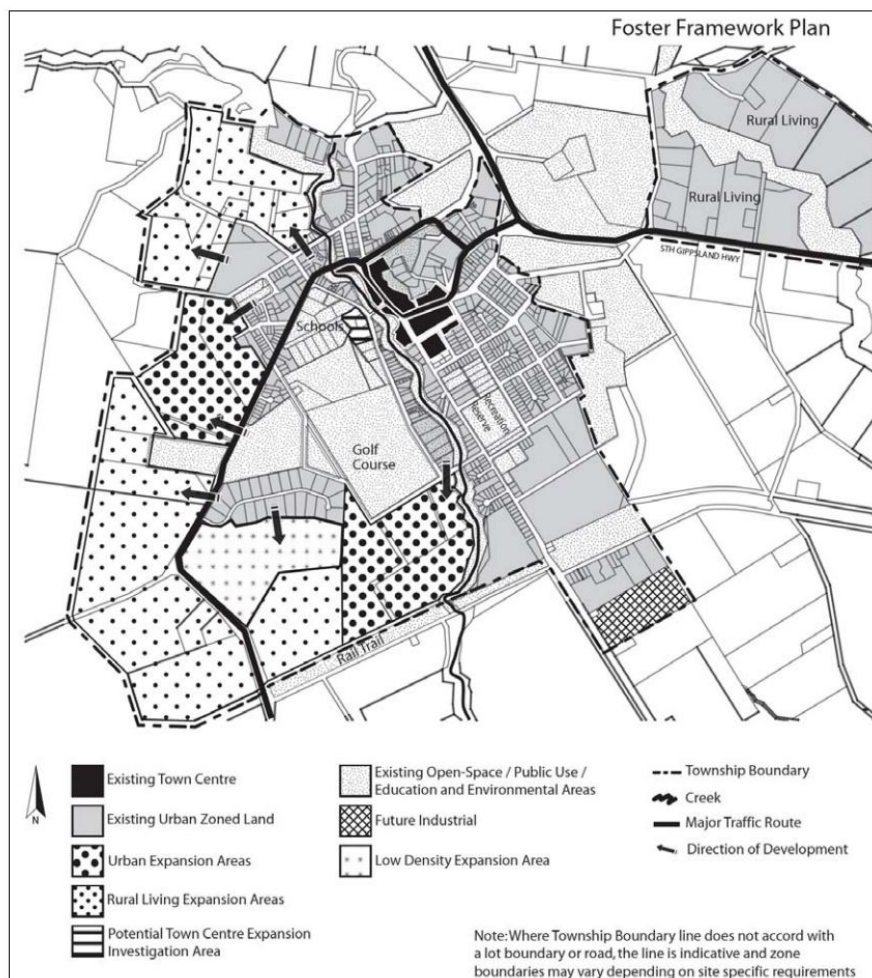 Foster Framework Plan
Rural Living
Rural Living
STH GIPPSLAND HWY
Schools
Recreation
Reserve
Golf
Course
Rail Trail
N
Existing Town Centre
Existing Urban Zoned Land
Urban Expansion Areas
Rural Living Expansion Areas
Potential Town Centre Expansion
Investigation Area
Existing Open-Space / Public Use /
Education and Environmental Areas
Future Industrial
Low Density Expansion Area
Township Boundary
Creek
Major Traffic Route
Direction of Development
Note: Where Township Boundary line does not accord with
a lot boundary or road, the line is indicative and zone
boundaries may vary depending on site specific requirements